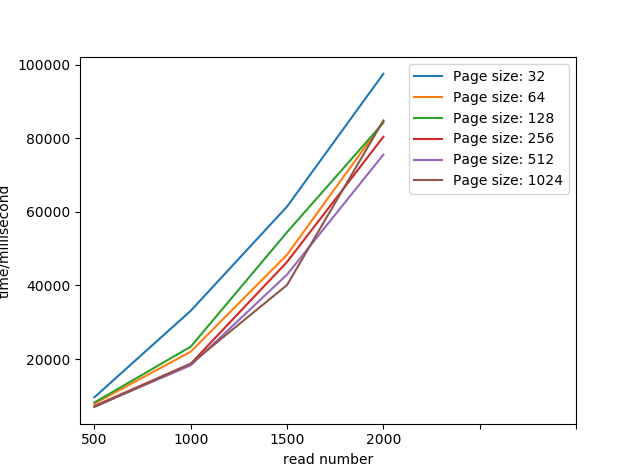 100000
80000
60000
40000
20000
time/millisecond
Page size: 32
Page size: 64
Page size: 128
Page size: 256
Page size: 512
Page size: 1024
500 1000 1500 2000
read number